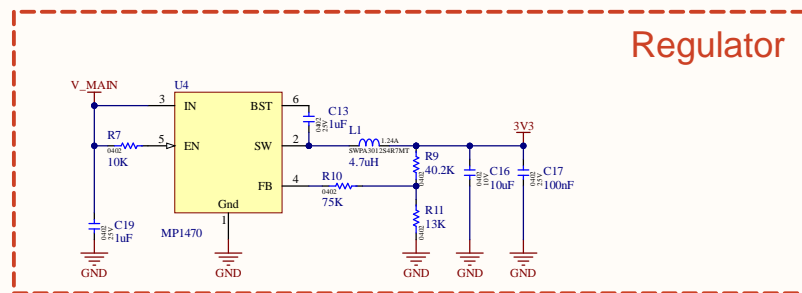 Regulator
V_MAIN
U4
3
IN
BST
6
C13
1uF
0402
25V
R7
0402
10K
5
EN
SW
2
L1
1.24A
SWPA3012S4R7MT
4.7uH
3V3
R9
40.2K
0402
C16
10uF
0402
10V
C17
100nF
0402
25V
FB
4
R10
0402
75K
R11
13K
0402
Gnd
1
MP1470
C19
1uF
0402
25V
GND
GND
GND
GND
GND